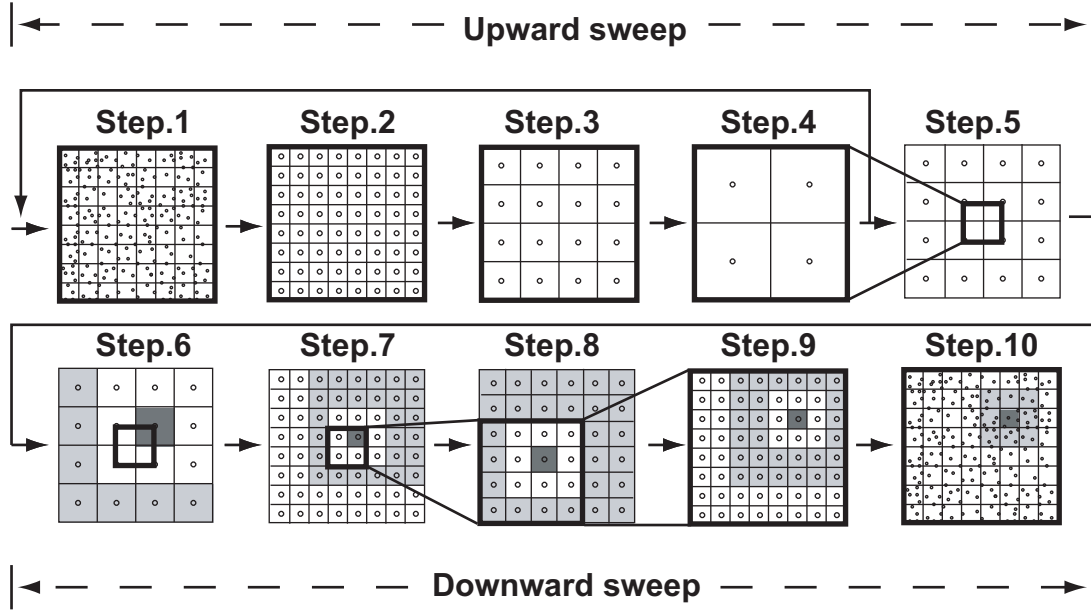 Upward sweep
Step.1
Step.2
Step.3
Step.4
Step.5
Step.6
Step.7
Step.8
Step.9
Step.10
Downward sweep